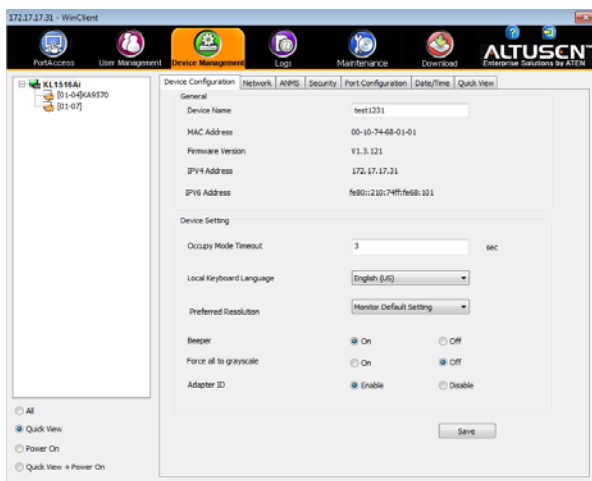 172.17.17.31 - WinClient
PortAccess User Management Device Management Logs Maintenance Download
ALTUSCN™
Enterprise Solutions by ATEN
KL1516Ai
[01-04]KA9570
[01-07]
Device Configuration Network ANMS Security Port Configuration Date/Time Quick View
General
Device Name test1231
MAC Address 00-10-74-68-01-01
Firmware Version V1.3.121
IPV4 Address 172.17.17.31
IPV6 Address fe80::210:74ff:fe68:101
Device Setting
Occupy Mode Timeout 3 sec
Local Keyboard Language English (US)
Preferred Resolution Monitor Default Setting
Beeper On Off
Force all to grayscale On Off
Adapter ID Enable Disable
All
Quick View
Save
Power On
Quick View + Power On